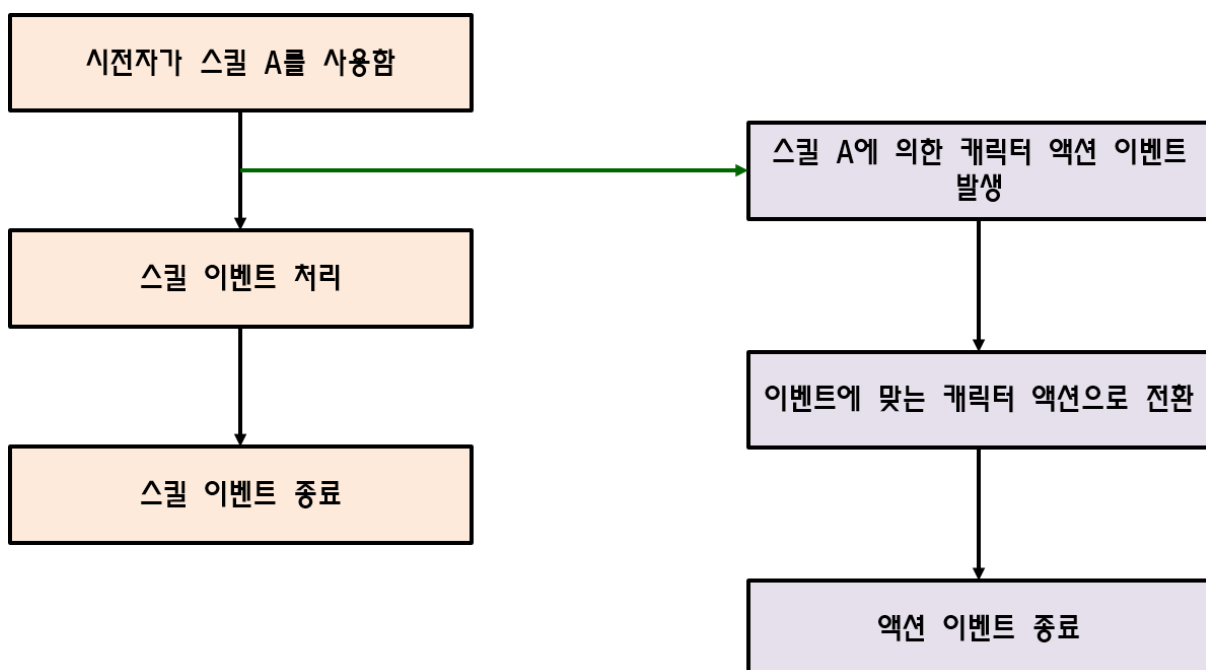 시전자가 스킬 A를 사용함
스킬 A에 의한 캐릭터 액션 이벤트
발생
스킬 이벤트 처리
이벤트에 맞는 캐릭터 액션으로 전환
스킬 이벤트 종료
액션 이벤트 종료